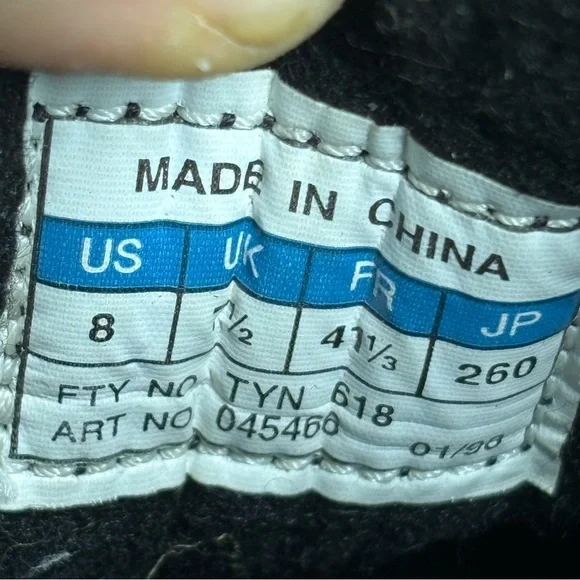 MADE IN CHINA
US UK FR JP
8 ½ 41⅓ 260
FTY NO TYN 618
ART NO 045466
01/96